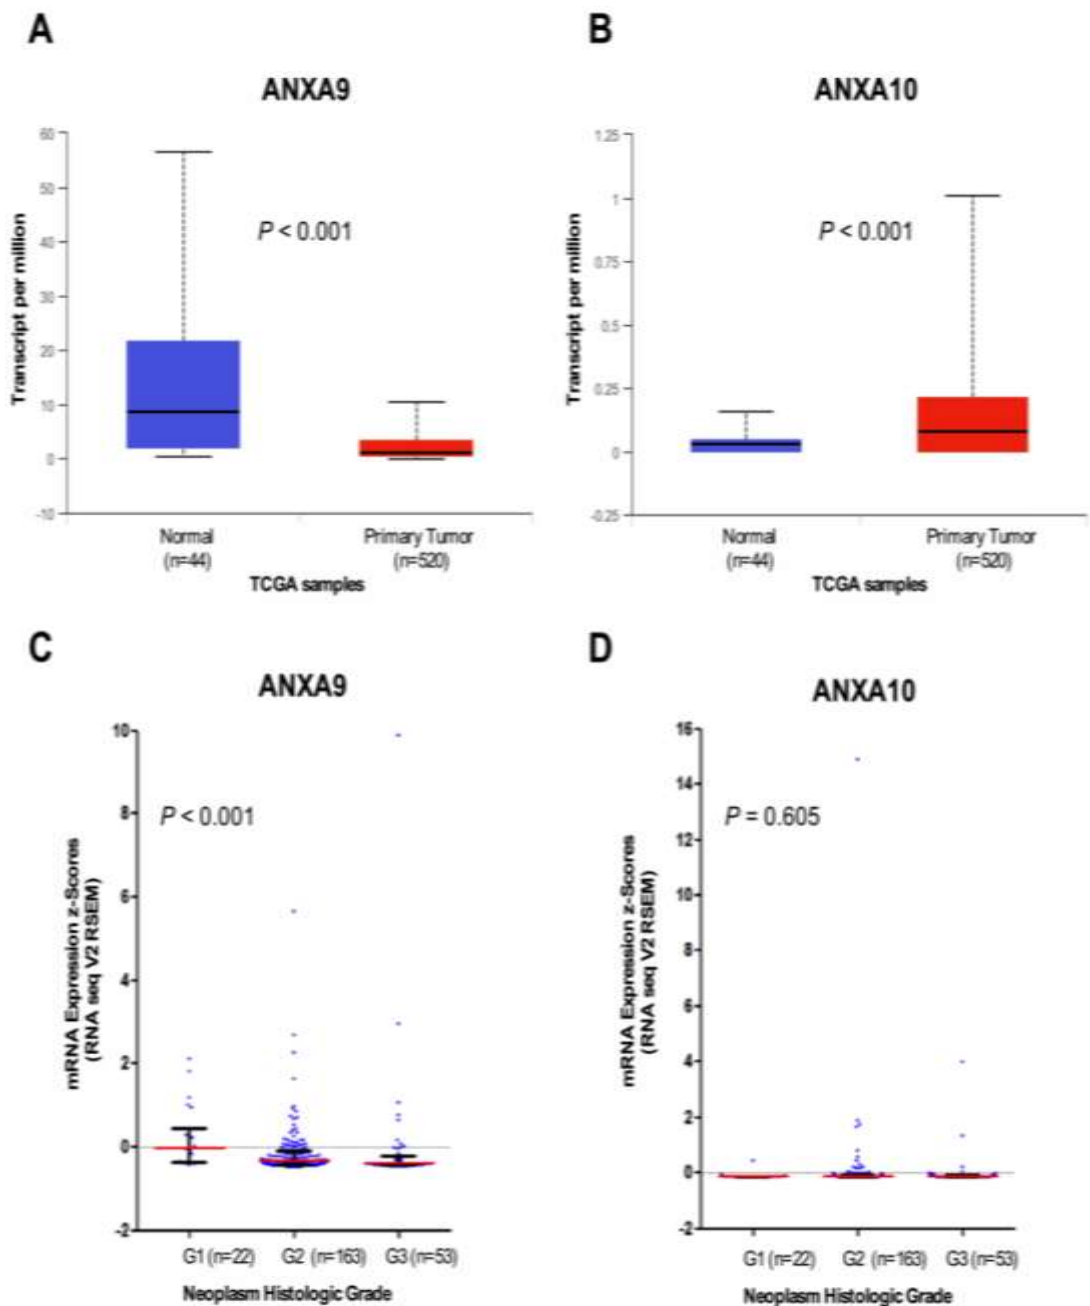 A
ANXA9
Transcript per million
60
50
40
30
20
10
0
-10
P < 0.001
Normal
(n=44)
Primary Tumor
(n=520)
TCGA samples
B
ANXA10
Transcript per million
1.25
1
0.75
0.5
0.25
0
-0.25
P < 0.001
Normal
(n=44)
Primary Tumor
(n=520)
TCGA samples
C
ANXA9
mRNA Expression z-Scores
(RNA seq V2 RSEM)
10
8
6
4
2
0
-2
P < 0.001
G1 (n=22) G2 (n=163) G3 (n=53)
Neoplasm Histologic Grade
D
ANXA10
mRNA Expression z-Scores
(RNA seq V2 RSEM)
16
14
12
10
8
6
4
2
0
-2
P = 0.605
G1 (n=22) G2 (n=163) G3 (n=53)
Neoplasm Histologic Grade